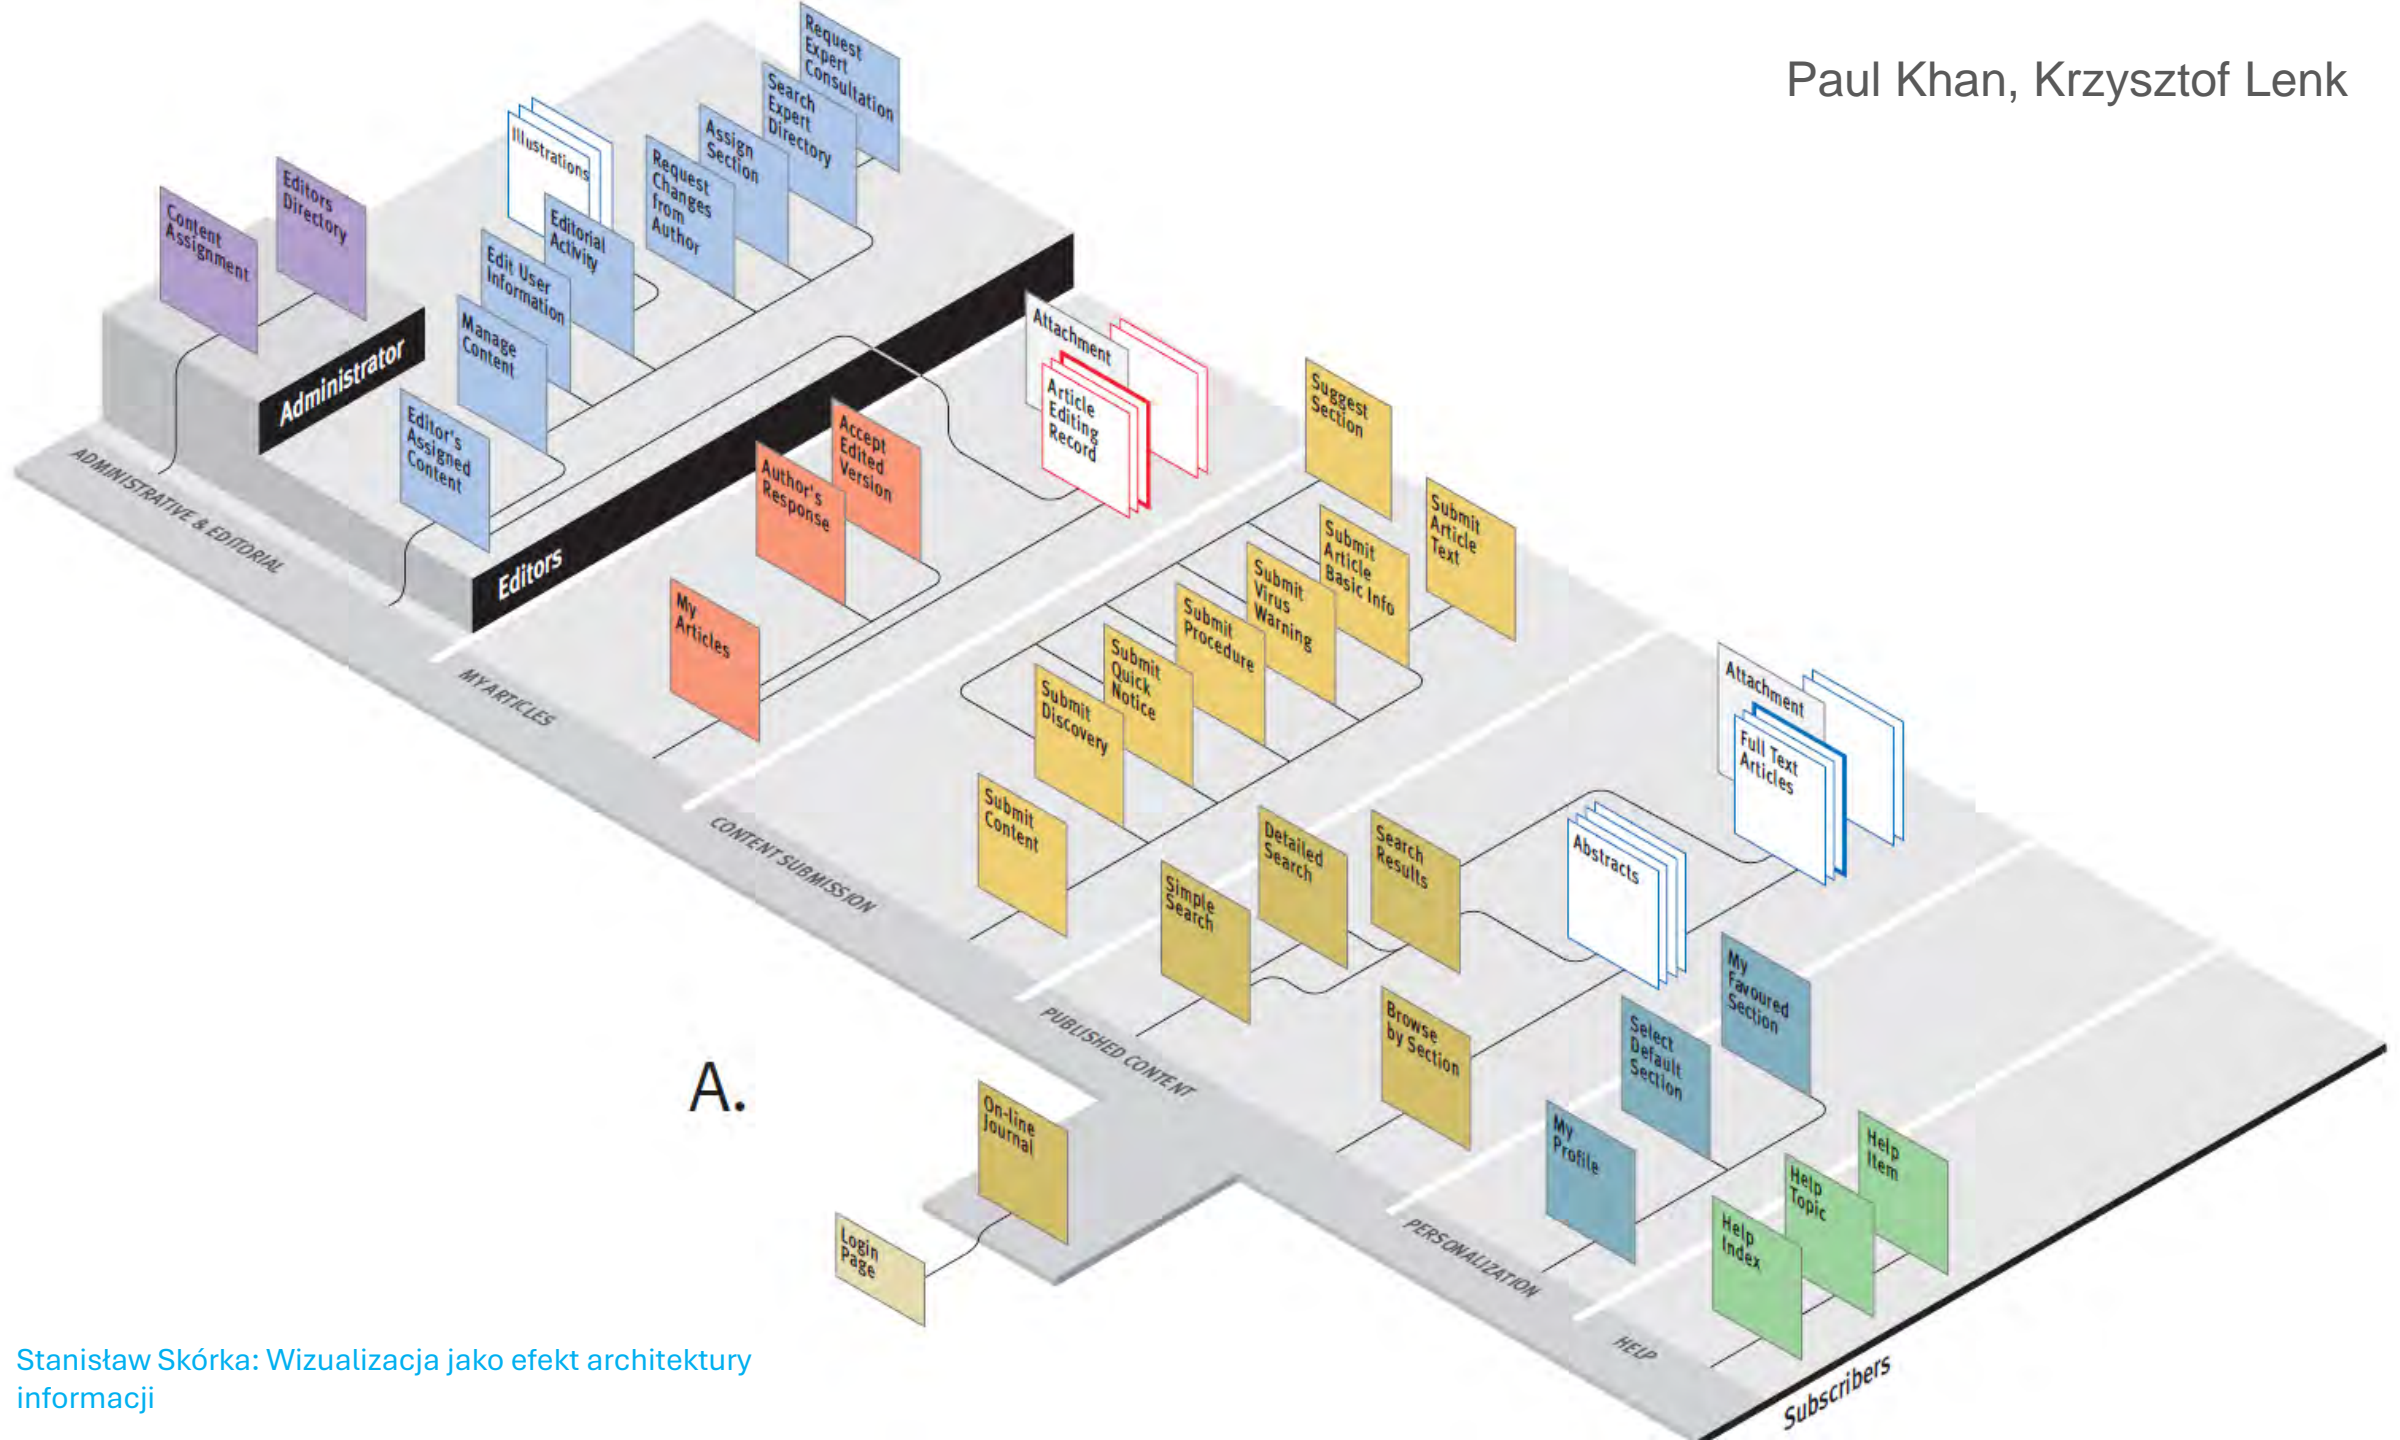 Paul Khan, Krzysztof Lenk
Request
Expert
Consultation
Search
Expert
Directory
Assign
Section
Request
Changes
from
Author
Illustrations
Editorial
Activity
Edit User
Information
Manage
Content
Editor's
Assigned
Content
Editors
Directory
Content
Assignment
Administrator
Editors
ADMINISTRATIVE & EDITORIAL
Attachment
Article
Editing
Record
Accept
Edited
Version
Author's
Response
My
Articles
MY ARTICLES
Suggest
Section
Submit
Article
Text
Submit
Article
Basic Info
Submit
Virus
Warning
Submit
Procedure
Submit
Quick
Notice
Submit
Discovery
Submit
Content
CONTENT SUBMISSION
Attachment
Full Text
Articles
Abstracts
Search
Results
Detailed
Search
Simple
Search
Browse
by Section
PUBLISHED CONTENT
My
Favoured
Section
Select
Default
Section
My
Profile
PERSONALIZATION
Help
Item
Help
Topic
Help
Index
HELP
Subscribers
A.
On-line
Journal
Login
Page
Stanisław Skórka: Wizualizacja jako efekt architektury
informacji